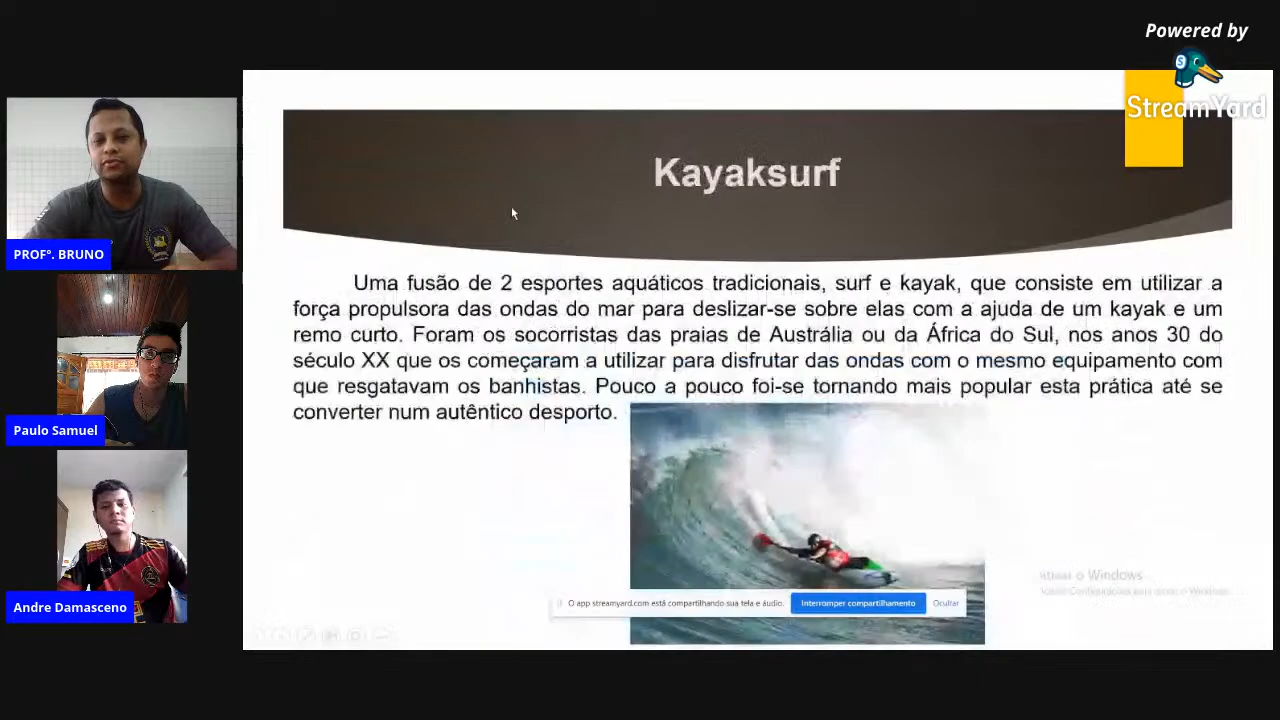 Powered by
StreamYard
Kayaksurf
PROFº. BRUNO
Uma fusão de 2 esportes aquáticos tradicionais, surf e kayak, que consiste em utilizar a
força propulsora das ondas do mar para deslizar-se sobre elas com a ajuda de um kayak e um
remo curto. Foram os socorristas das praias de Austrália ou da África do Sul, nos anos 30 do
século XX que os começaram a utilizar para disfrutar das ondas com o mesmo equipamento com
que resgatavam os banhistas. Pouco a pouco foi-se tornando mais popular esta prática até se
converter num autêntico desporto.
Paulo Samuel
o Windows
O app streamyard.com está compartilhando sua tela e áudio. Interromper compartilhamento Ocultar
Andre Damasceno